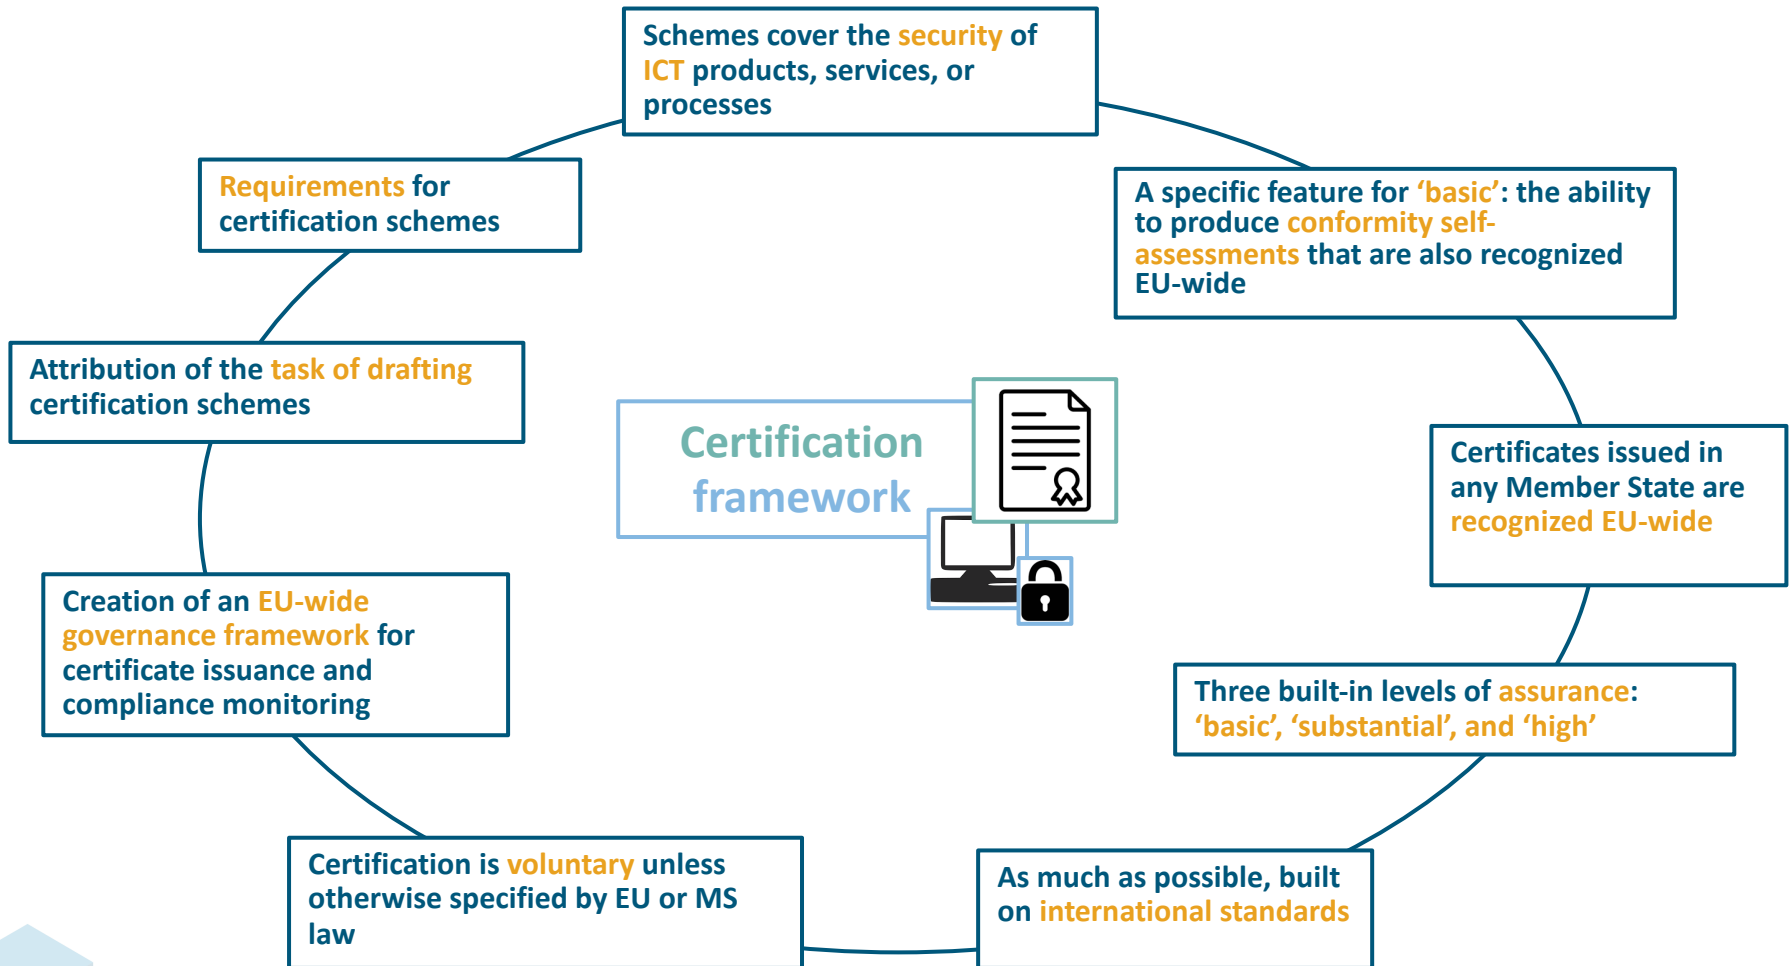 Schemes cover the security of
ICT products, services, or
processes
A specific feature for ‘basic’: the ability
to produce conformity self-
assessments that are also recognized
EU-wide
Certificates issued in
any Member State are
recognized EU-wide
Three built-in levels of assurance:
‘basic’, ‘substantial’, and ‘high’
As much as possible, built
on international standards
Certification is voluntary unless
otherwise specified by EU or MS
law
Creation of an EU-wide
governance framework for
certificate issuance and
compliance monitoring
Attribution of the task of drafting
certification schemes
Requirements for
certification schemes
Certification
framework